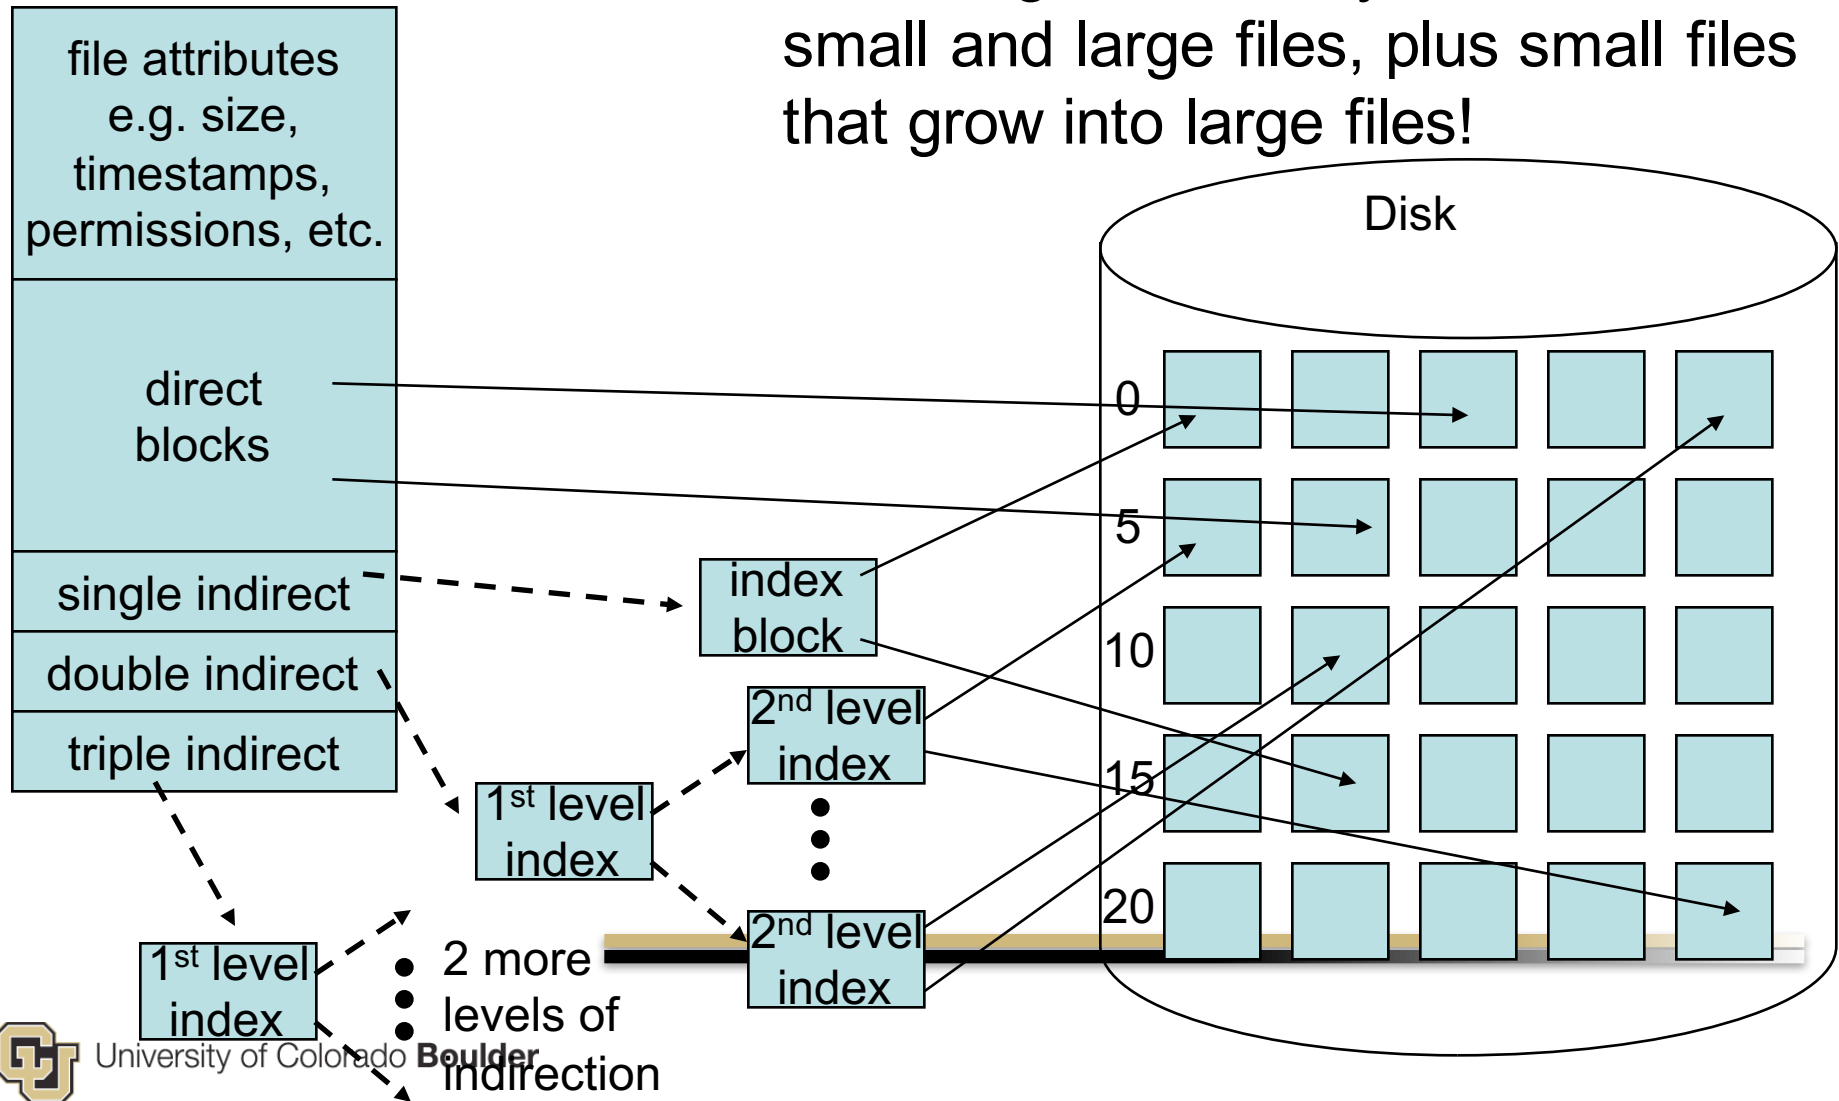 small and large files, plus small files
that grow into large files!
file attributes
e.g. size,
timestamps,
permissions, etc.
direct
blocks
single indirect
double indirect
triple indirect
index
block
2nd level
index
1st level
index
2nd level
index
1st level
index
2 more
levels of
indirection
Disk
0
5
10
15
20
University of Colorado Boulder